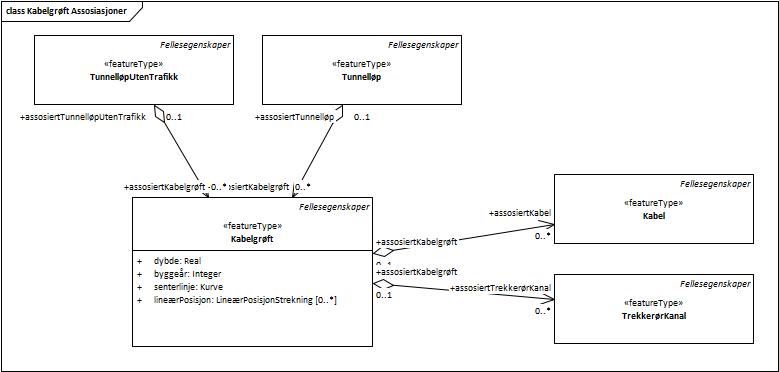 class Kabelgrøft Assosiasjoner
Fellesegenskaper
«featureType»
TunnelløpUtenTrafikk
Fellesegenskaper
«featureType»
Tunnelløp
+assosiertTunnelløpUtenTrafikk
0..1
+assosiertTunnelløp
0..1
+assosiertKabelgrøft
0..*
siertKabelgrøft
0..*
Fellesegenskaper
«featureType»
Kabelgrøft
+ dybde: Real
+ byggeår: Integer
+ senterlinje: Kurve
+ lineærPosisjon: LineærPosisjonStrekning [0..*]
Fellesegenskaper
«featureType»
Kabel
+assosiertKabel
0..*
+assosiertKabelgrøft
+assosiertKabelgrøft
0..1
+assosiertTrekkerørKanal
0..*
Fellesegenskaper
«featureType»
TrekkerørKanal